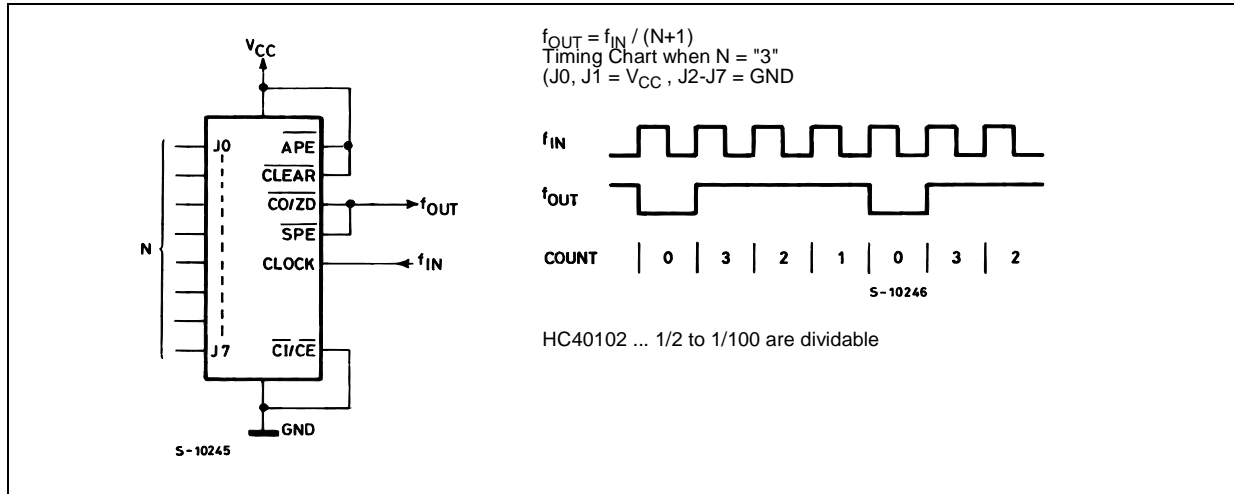 VCC
J0
APE
CLEAR
CO/ZD
fOUT
SPE
N
CLOCK
fIN
J7
CI/CE
GND
S-10245
fOUT = fIN / (N+1)
Timing Chart when N = "3"
(J0, J1 = VCC , J2-J7 = GND
fIN
fOUT
COUNT | 0 | 3 | 2 | 1 | 0 | 3 | 2
S-10246
HC40102 ... 1/2 to 1/100 are dividable